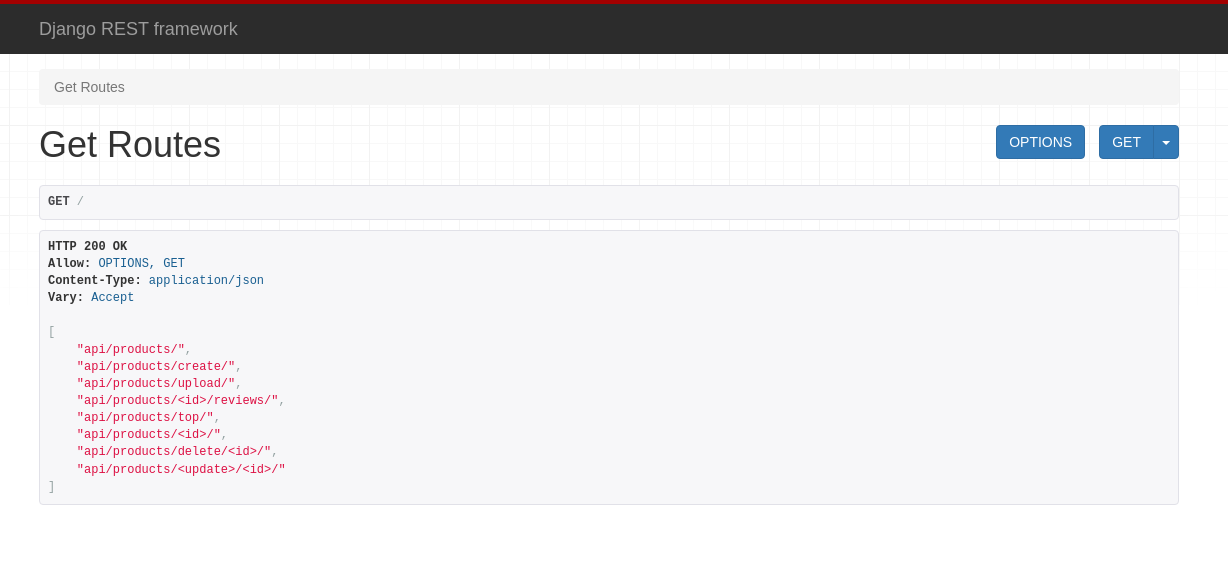 Django REST framework
Get Routes
Get Routes
OPTIONS GET
GET /
HTTP 200 OK
Allow: OPTIONS, GET
Content-Type: application/json
Vary: Accept
[
    "api/products/",
    "api/products/create/",
    "api/products/upload/",
    "api/products/<id>/reviews/",
    "api/products/top/",
    "api/products/<id>/",
    "api/products/delete/<id>/",
    "api/products/<update>/<id>/"
]